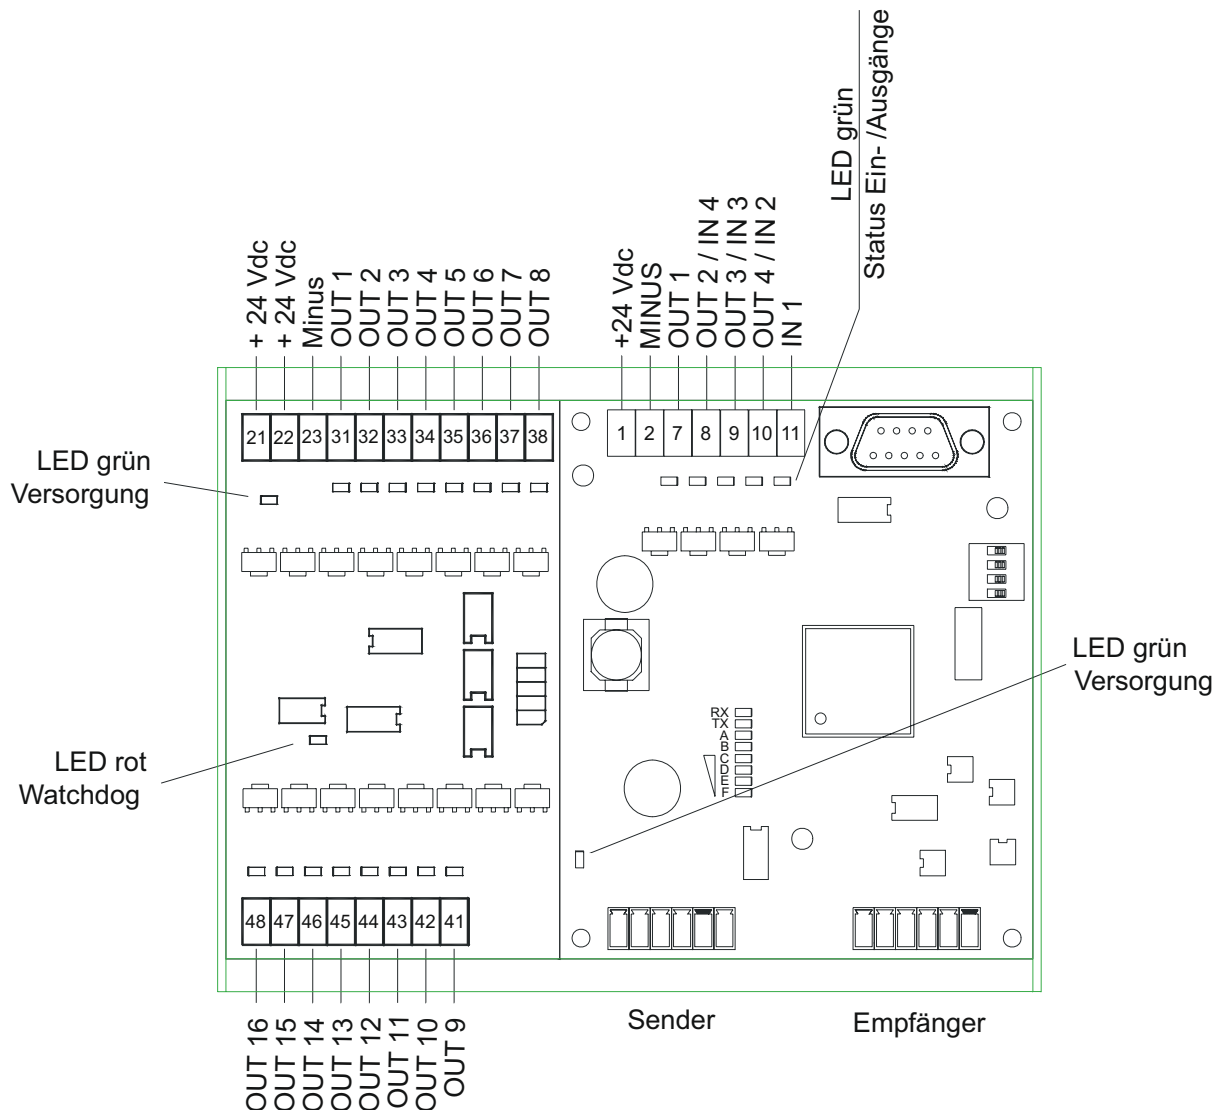 LED grün
Status Ein- /Ausgänge
+ 24 Vdc
+ 24 Vdc
Minus
OUT 1
OUT 2
OUT 3
OUT 4
OUT 5
OUT 6
OUT 7
OUT 8
+24 Vdc
MINUS
OUT 1
OUT 2 / IN 4
OUT 3 / IN 3
OUT 4 / IN 2
IN 1
21 22 23 31 32 33 34 35 36 37 38
1 2 7 8 9 10 11
LED grün
Versorgung
LED grün
Versorgung
RX
TX
A
B
C
D
E
F
LED rot
Watchdog
48 47 46 45 44 43 42 41
OUT 16
OUT 15
OUT 14
OUT 13
OUT 12
OUT 11
OUT 10
OUT 9
Sender
Empfänger